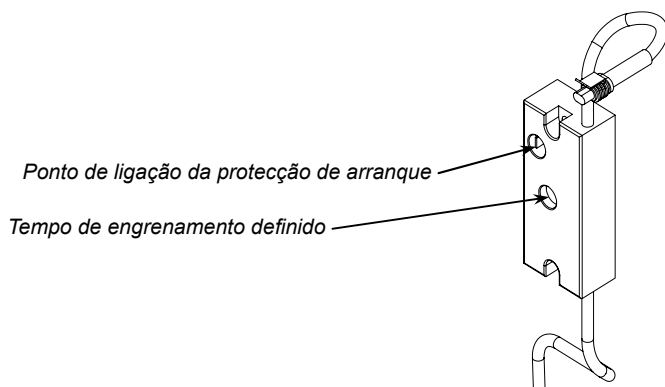 Ponto de ligação da protecção de arranque
Tempo de engrenamento definido